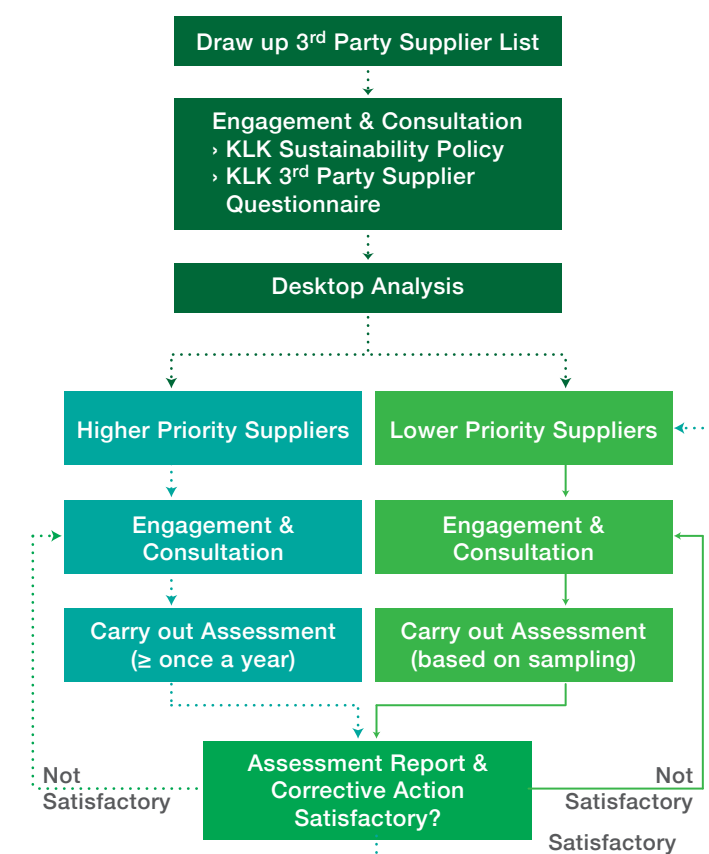 Draw up 3rd Party Supplier List
Engagement & Consultation
› KLK Sustainability Policy
› KLK 3rd Party Supplier
Questionnaire
Desktop Analysis
Higher Priority Suppliers
Lower Priority Suppliers
Engagement &
Consultation
Engagement &
Consultation
Carry out Assessment
(≥ once a year)
Carry out Assessment
(based on sampling)
Assessment Report &
Corrective Action
Satisfactory?
Not
Satisfactory
Not
Satisfactory
Satisfactory